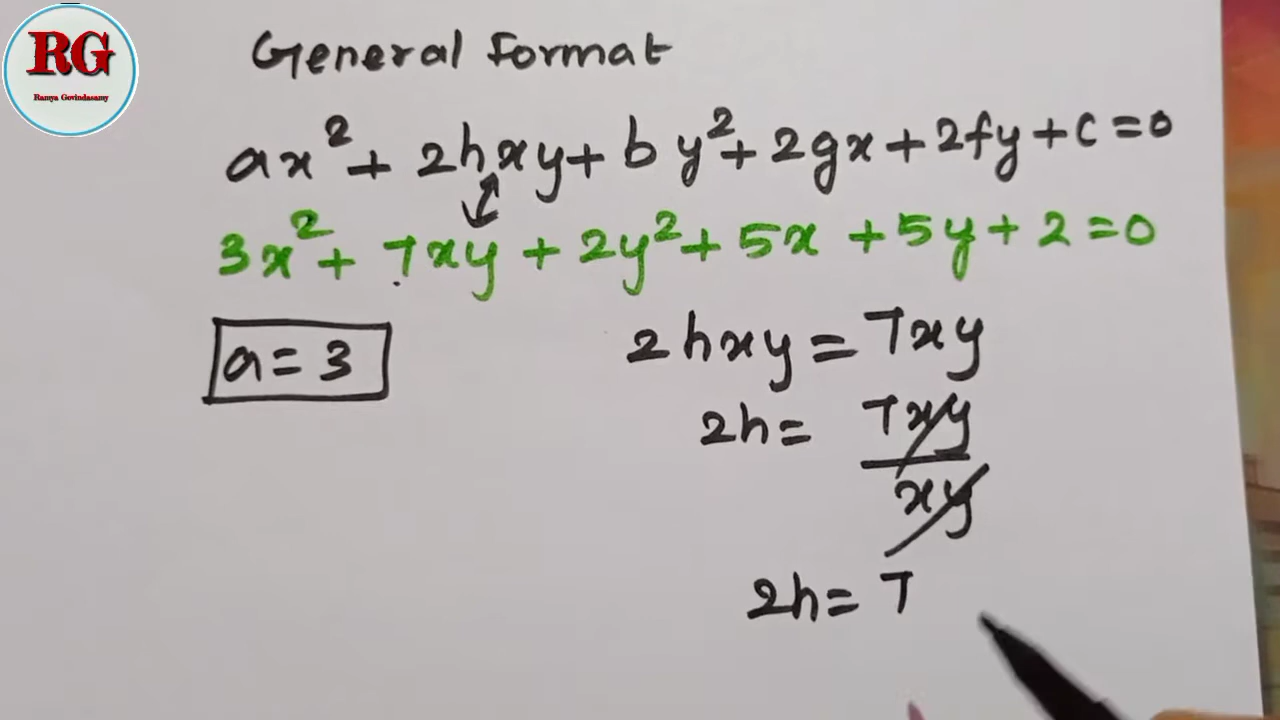 RG
Ramya Govindasamy
General Format
ax² + 2hxy + by² + 2gx + 2fy + c = 0
3x² + 7xy + 2y² + 5x + 5y + 2 = 0
a = 3
2hxy = 7xy
2h = 7xy
xy
2h = 7